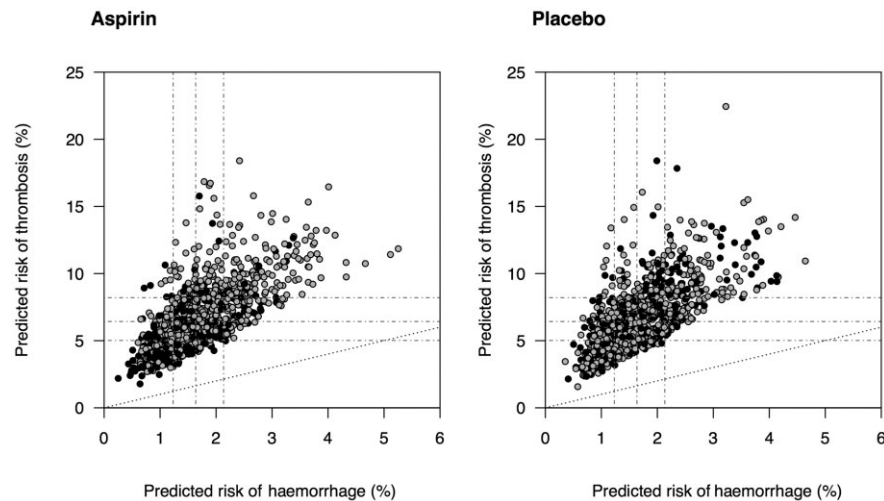 Aspirin
Placebo
25
20
15
10
5
0
Predicted risk of thrombosis (%)
0 1 2 3 4 5 6
Predicted risk of haemorrhage (%)
25
20
15
10
5
0
Predicted risk of thrombosis (%)
0 1 2 3 4 5 6
Predicted risk of haemorrhage (%)